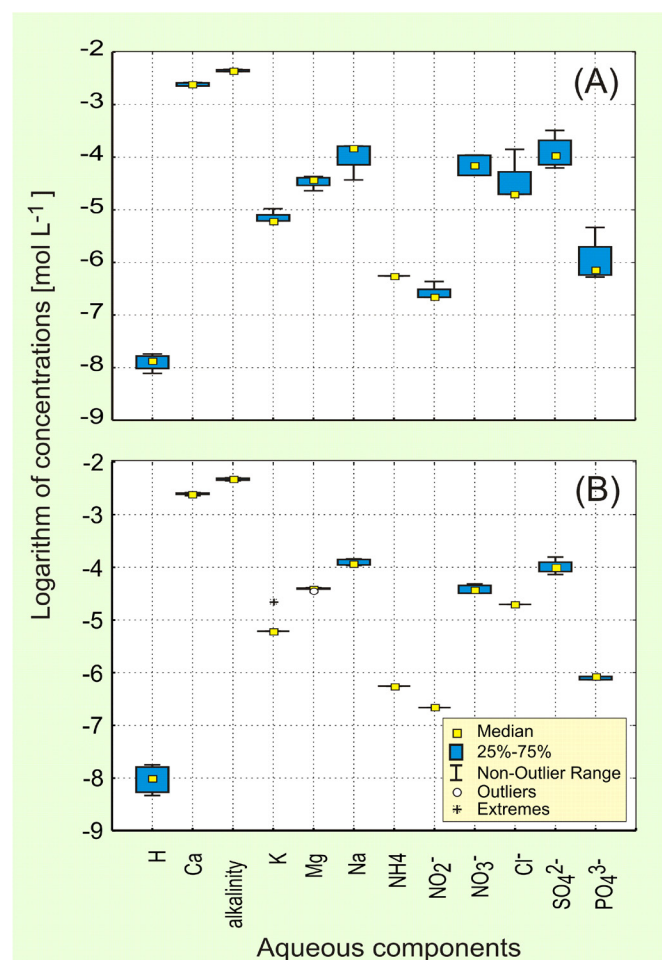 Logarithm of concentrations [mol L-1]
(A)
-2
-3
-4
-5
-6
-7
-8
-9
(B)
-2
-3
-4
-5
-6
-7
-8
-9
Median
25%-75%
Non-Outlier Range
Outliers
Extremes
H
Ca
alkalinity
K
Mg
Na
NH4
NO2-
NO3-
Cl-
SO42-
PO43-
Aqueous components